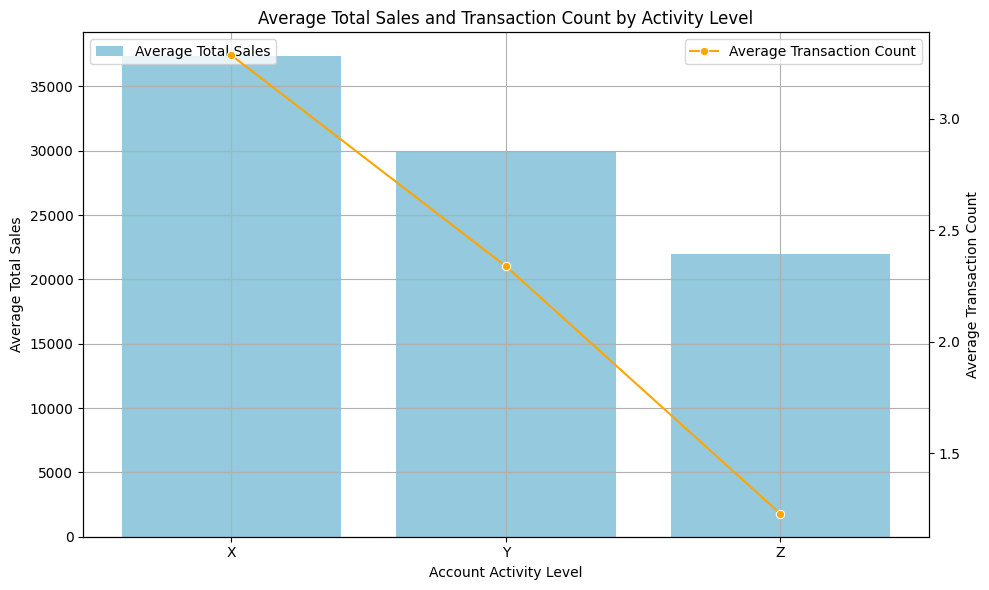 Average Total Sales and Transaction Count by Activity Level
Average Total Sales
Average Transaction Count
35000
30000
25000
20000
15000
10000
5000
0
Average Total Sales
3.0
2.5
2.0
1.5
Average Transaction Count
X
Y
Z
Account Activity Level